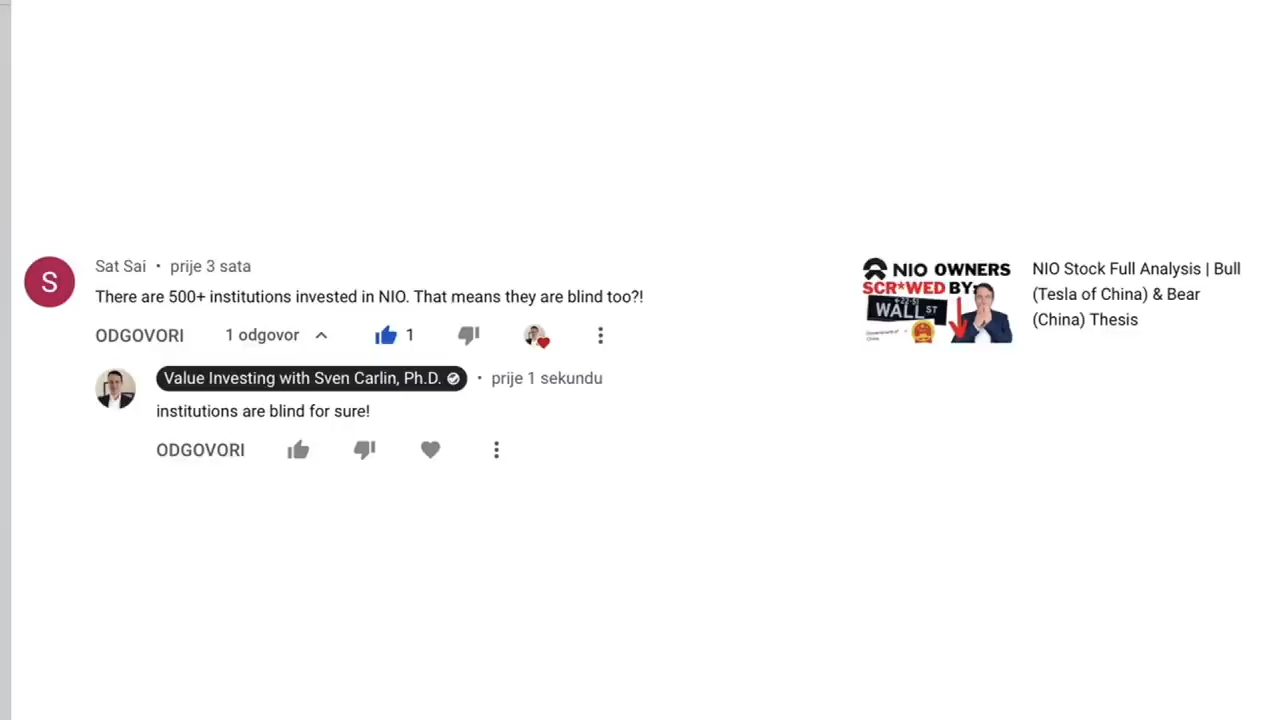 S
Sat Sai • prije 3 sata
There are 500+ institutions invested in NIO. That means they are blind too?!
ODGOVORI 1 odgovor 1
Value Investing with Sven Carlin, Ph.D. • prije 1 sekundu
institutions are blind for sure!
ODGOVORI
NIO OWNERS
SCR*WED BY:
WALL ST
NIO Stock Full Analysis | Bull
(Tesla of China) & Bear
(China) Thesis